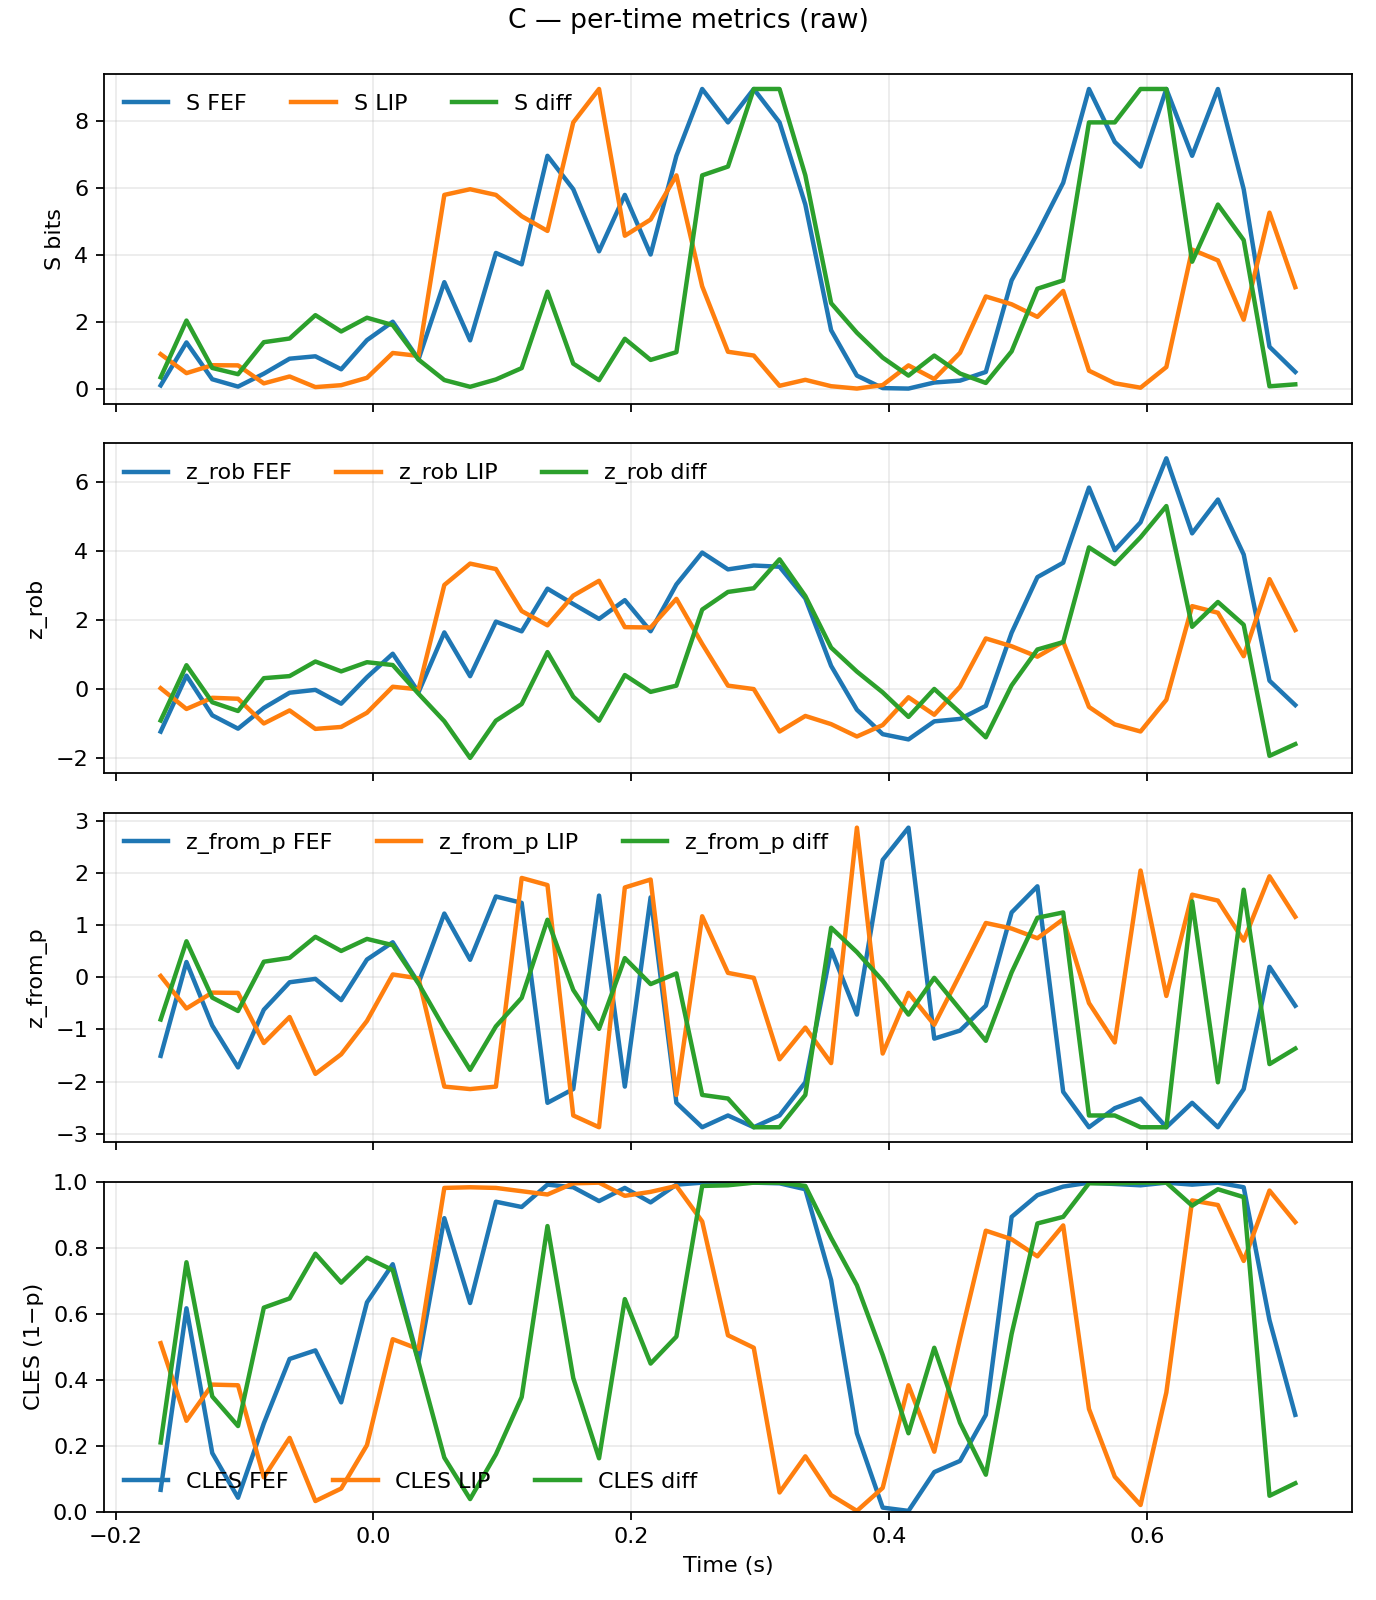 C — per-time metrics (raw)
S FEF S LIP S diff
8
6
4
2
0
S bits
z_rob FEF z_rob LIP z_rob diff
6
4
2
0
−2
z_rob
z_from_p FEF z_from_p LIP z_from_p diff
3
2
1
0
−1
−2
−3
z_from_p
1.0
0.8
0.6
0.4
0.2
0.0
CLES (1−p)
CLES FEF CLES LIP CLES diff
−0.2 0.0 0.2 0.4 0.6
Time (s)